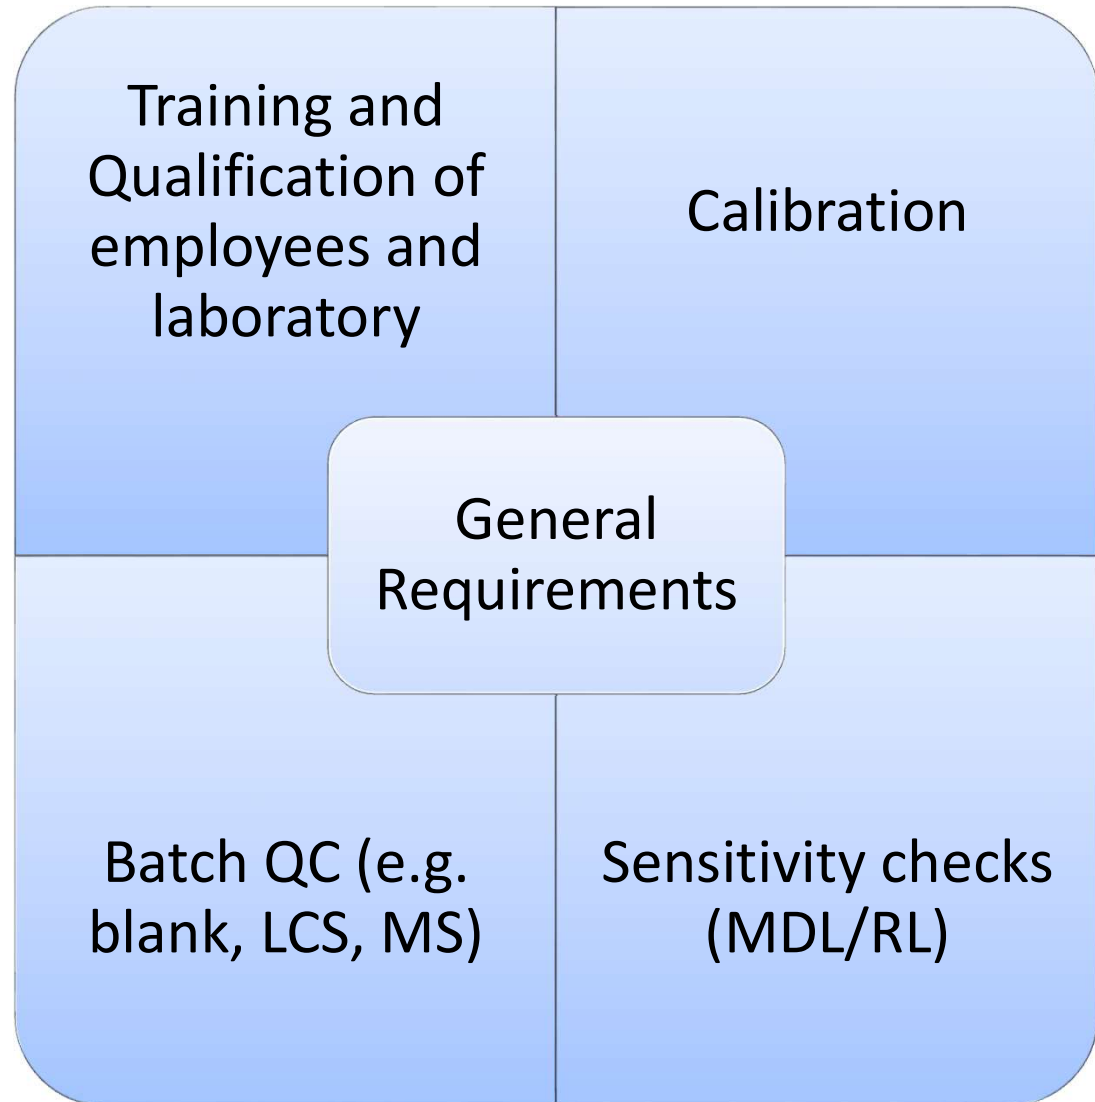 Training and
Qualification of
employees and
laboratory
Calibration
General
Requirements
Batch QC (e.g.
blank, LCS, MS)
Sensitivity checks
(MDL/RL)